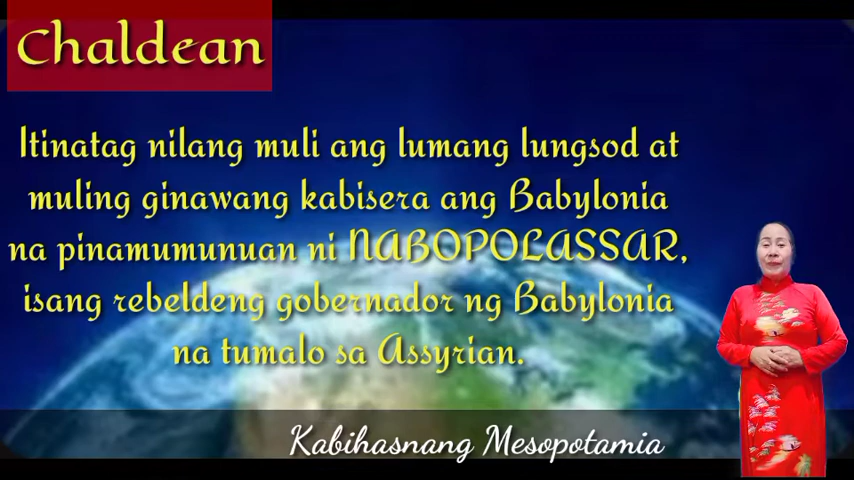 Chaldean
Itinatag nilang muli ang lumang lungsod at
muling ginawang kabisera ang Babylonia
na pinamumunuan ni NABOPOLASSAR,
isang rebeldeng gobernador ng Babylonia
na tumalo sa Assyrian.
Kabihasnang Mesopotamia